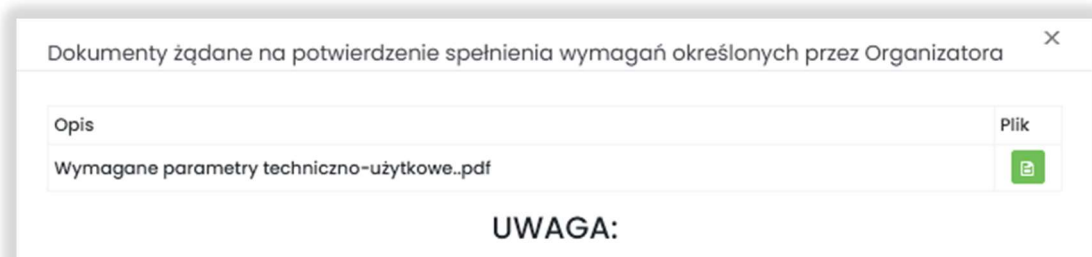 Dokumenty żądane na potwierdzenie spełnienia wymagań określonych przez Organizatora
Opis Plik
Wymagane parametry techniczno-użytkowe..pdf
UWAGA: